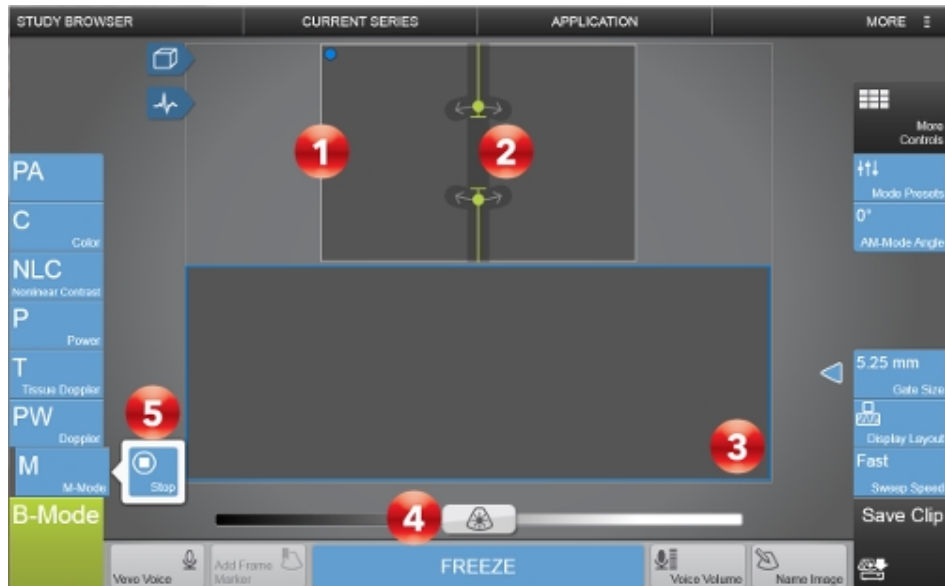 STUDY BROWSER CURRENT SERIES APPLICATION MORE
1
2
More
Controls
PA
Mode Presets
C
Color
0°
AM-Mode Angle
NLC
Nonlinear Contrast
P
Power
T
Tissue Doppler
5.25 mm
Gate Size
PW
Doppler
5
Display Layout
3
M
M-Mode
Stop
Fast
Sweep Speed
B-Mode
4
Save Clip
Vevo Voice
Add Frame
Marker
FREEZE
Voice Volume
Name Image